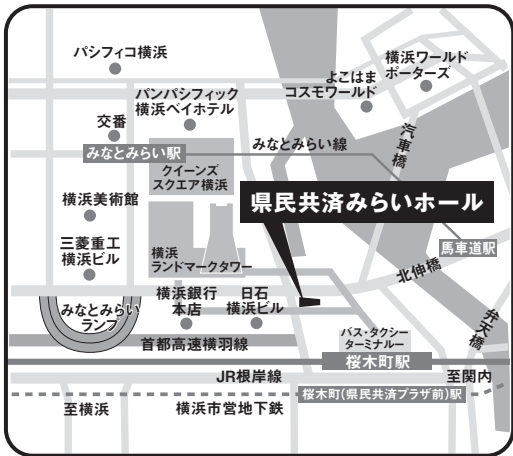 パシフィコ横浜
横浜ワールド
ポーターズ
よこはま
コスモワールド
パンパシフィック
横浜ベイホテル
交番
汽車橋
みなとみらい線
みなとみらい駅
クイーンズ
スクエア横浜
横浜美術館
県民共済みらいホール
三菱重工
横浜ビル
横浜
ランドマークタワー
馬車道駅
北伸橋
弁天橋
みなとみらい
ランプ
横浜銀行
本店
日石
横浜ビル
バス・タクシー
ターミナルー
首都高速横羽線
桜木町駅
JR根岸線
至関内
桜木町(県民共済プラザ前)駅
至横浜
横浜市営地下鉄